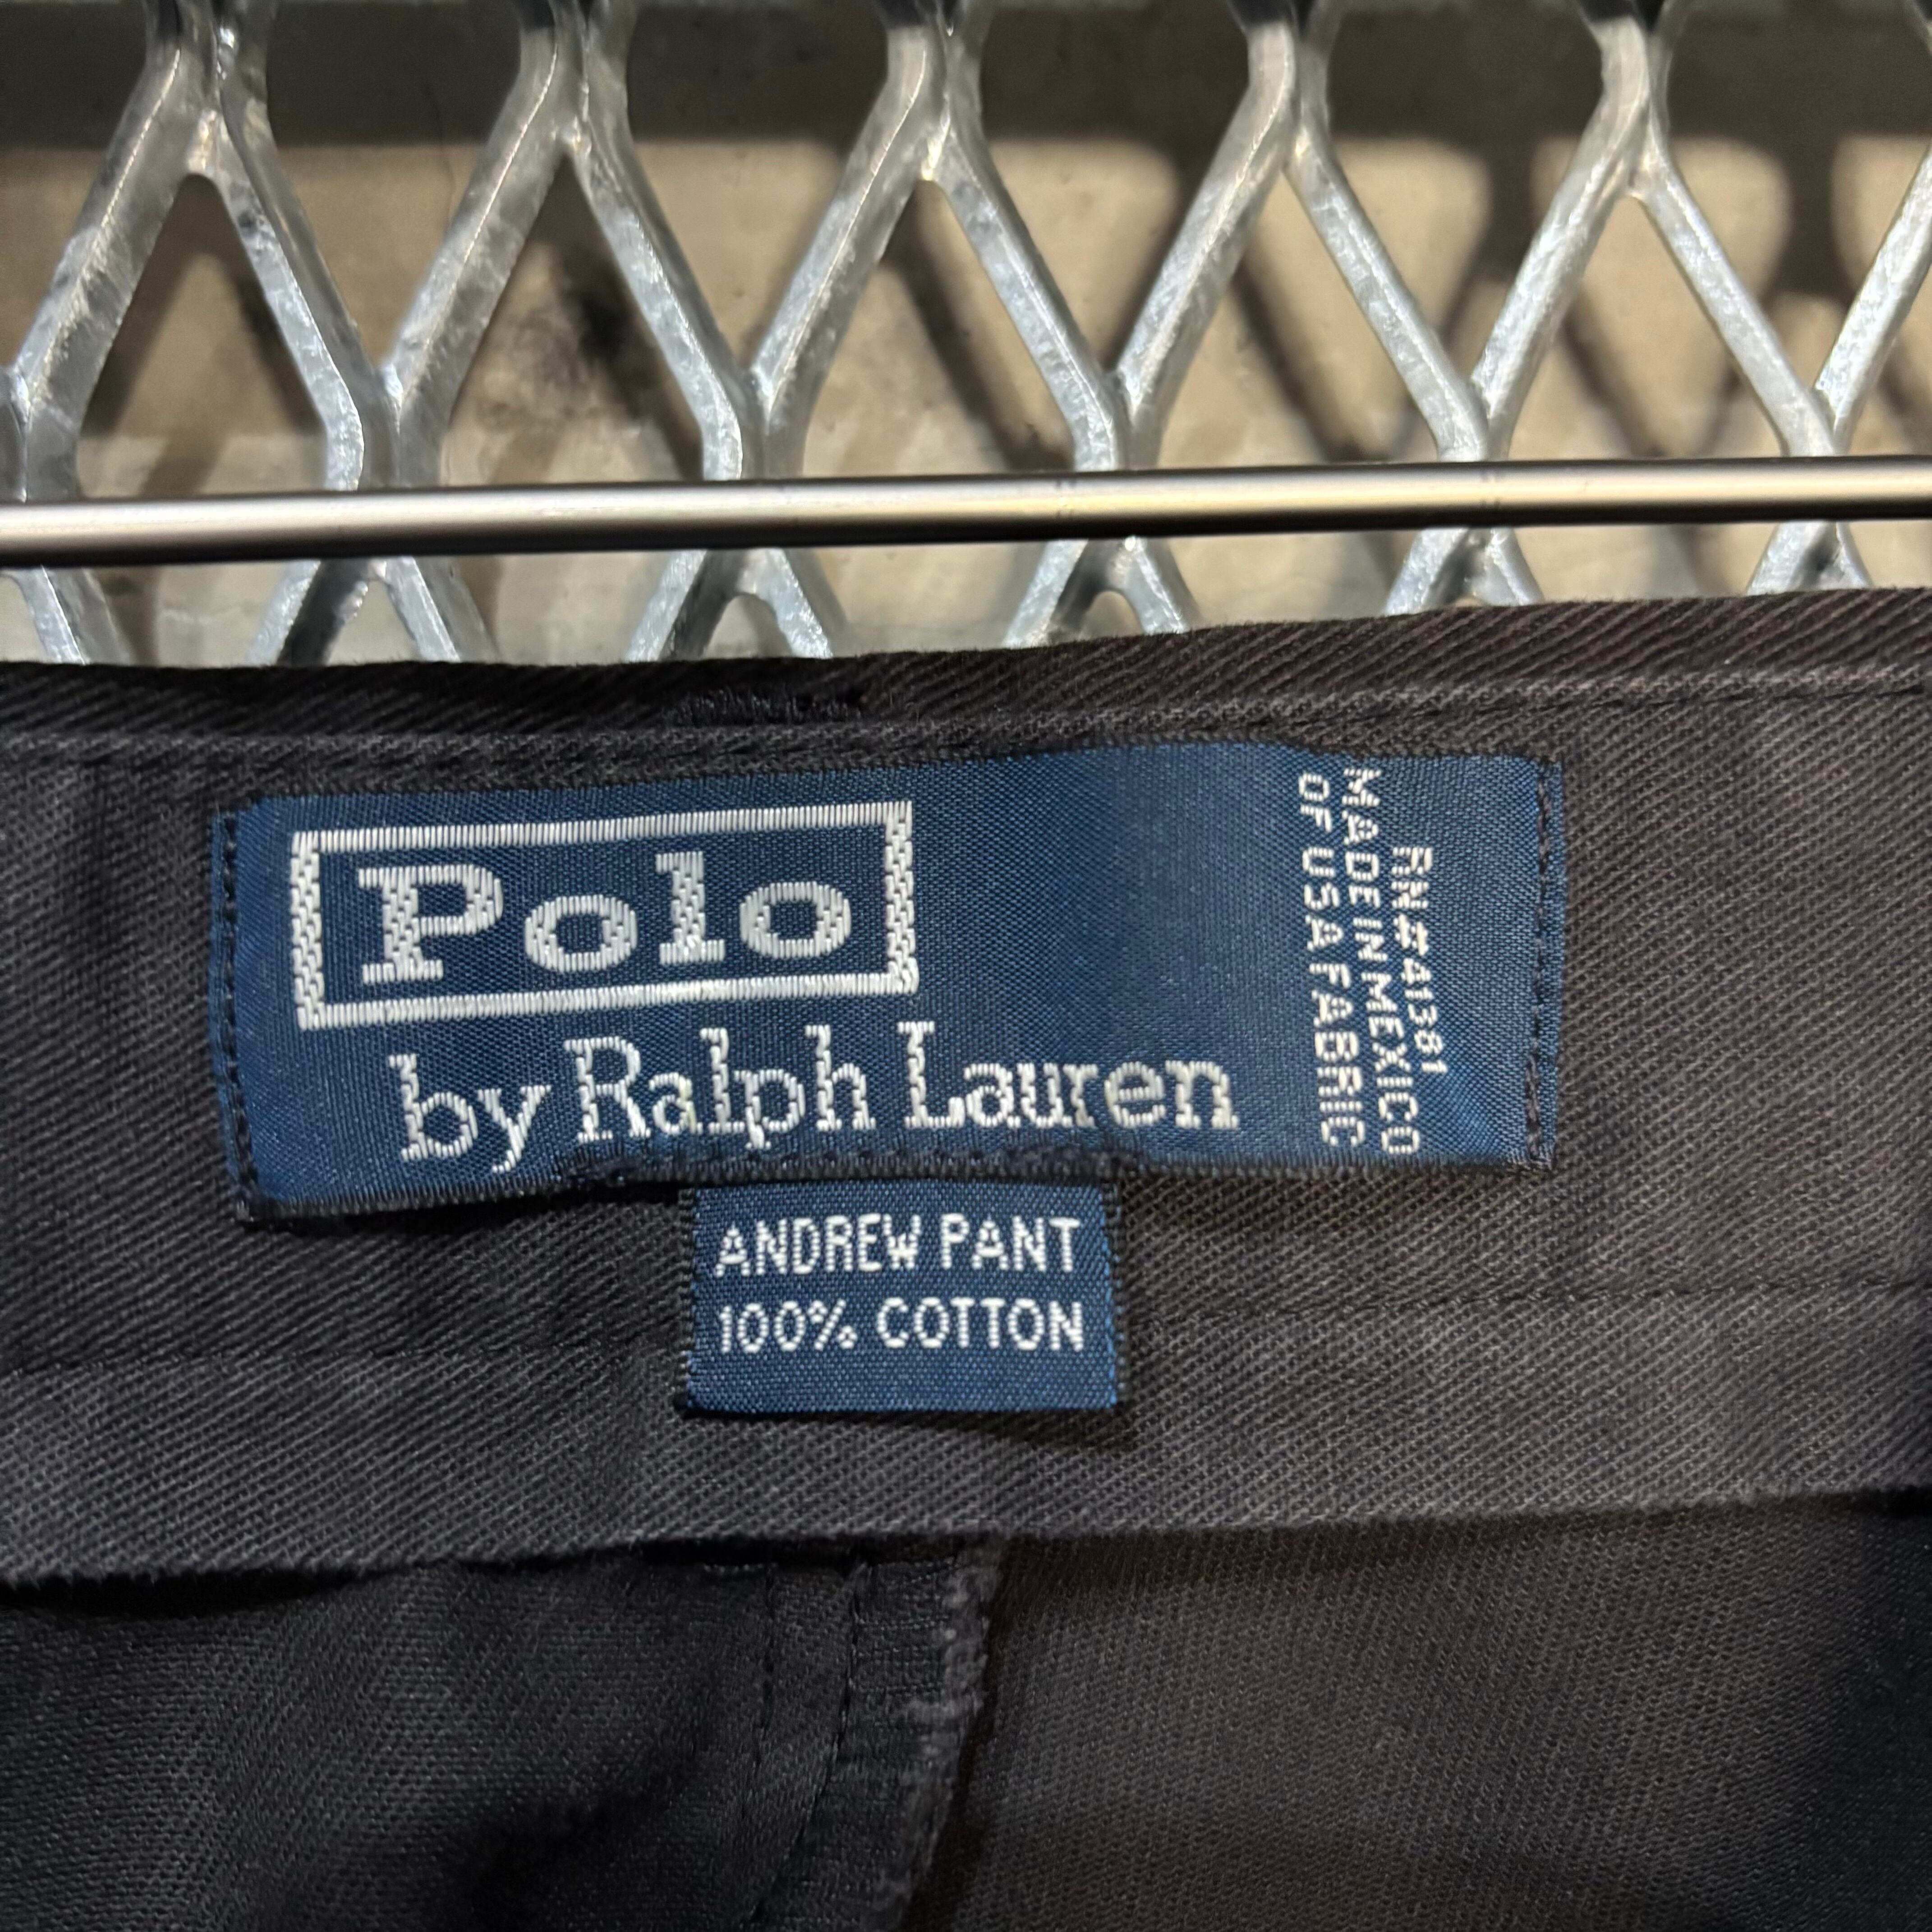 Polo
by Ralph Lauren
RN#41381
MADE IN MEXICO
OF USA FABRIC
ANDREW PANT
100% COTTON